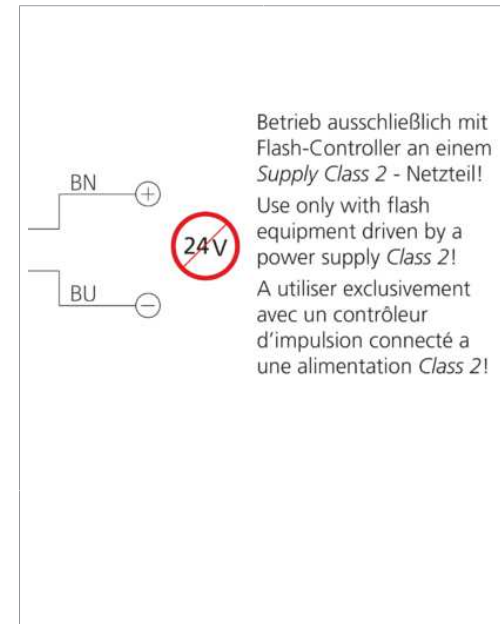 BN
+
24V
BU
−
Betrieb ausschließlich mit
Flash-Controller an einem
Supply Class 2 - Netzteil!
Use only with flash
equipment driven by a
power supply Class 2!
A utiliser exclusivement
avec un contrôleur
d’impulsion connecté a
une alimentation Class 2!